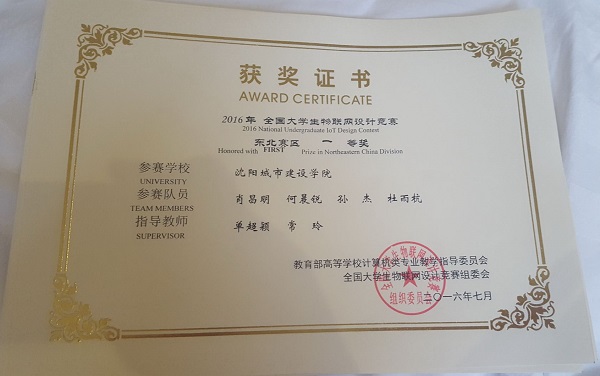 获奖证书
AWARD CERTIFICATE
2016年 全国大学生物联网设计竞赛
2016 National Undergraduate IoT Design Contest
东北赛区 一 等奖
Honored with FIRST Prize in Northeastern China Division
参赛学校 沈阳城市建设学院
UNIVERSITY
参赛队员 肖昌明 何晨锐 孙 杰 杜雨杭
TEAM MEMBERS
指导教师 单超颖 常 玲
SUPERVISOR
教育部高等学校计算机类专业教学指导委员会
全国大学生物联网设计竞赛组委会
组织委员会
二〇一六年七月